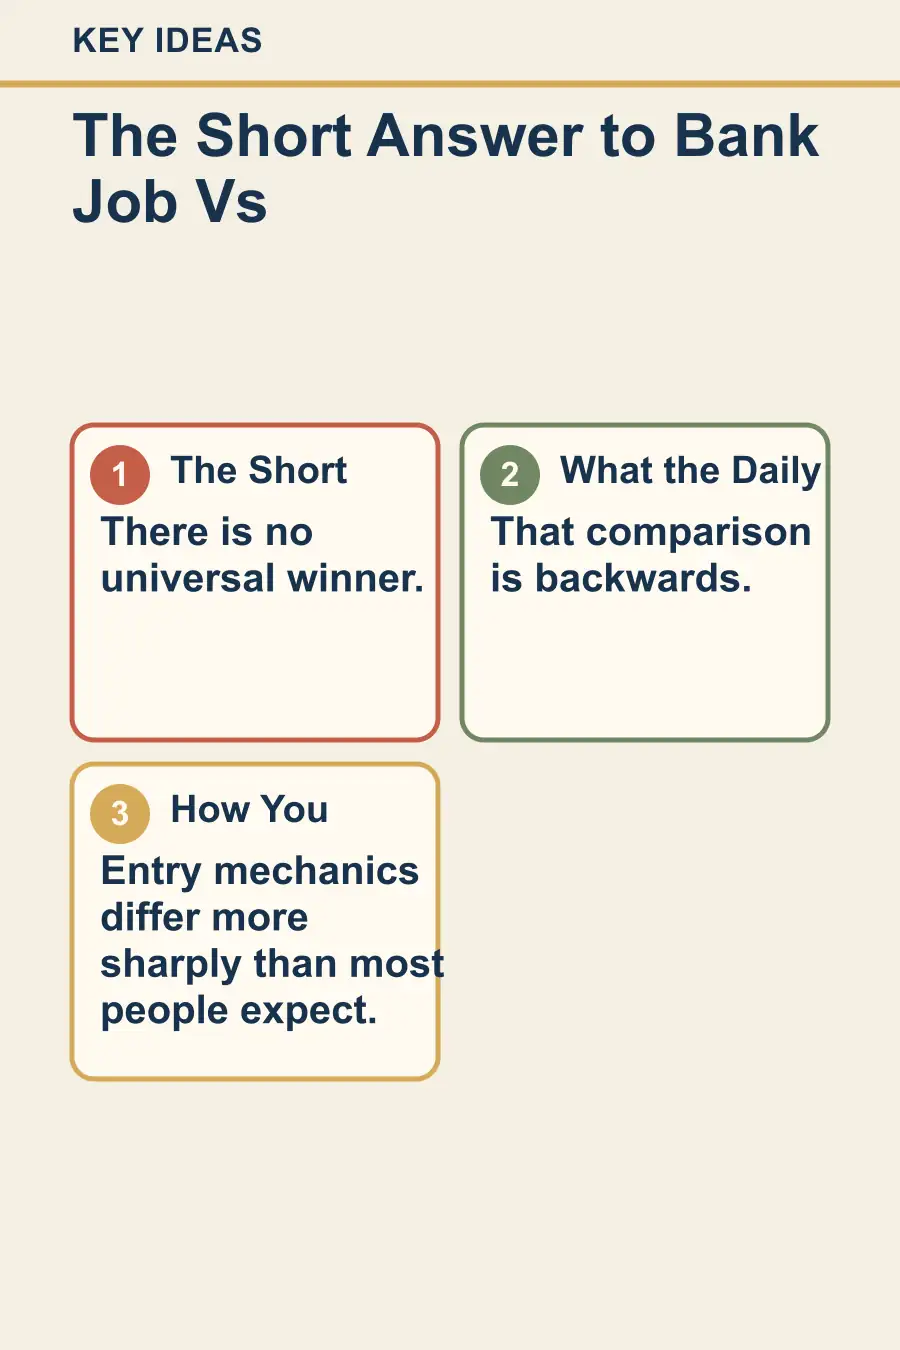 KEY IDEAS
The Short Answer to Bank
Job Vs
1 The Short
There is no
universal winner.
2 What the Daily
That comparison
is backwards.
3 How You
Entry mechanics
differ more
sharply than most
people expect.